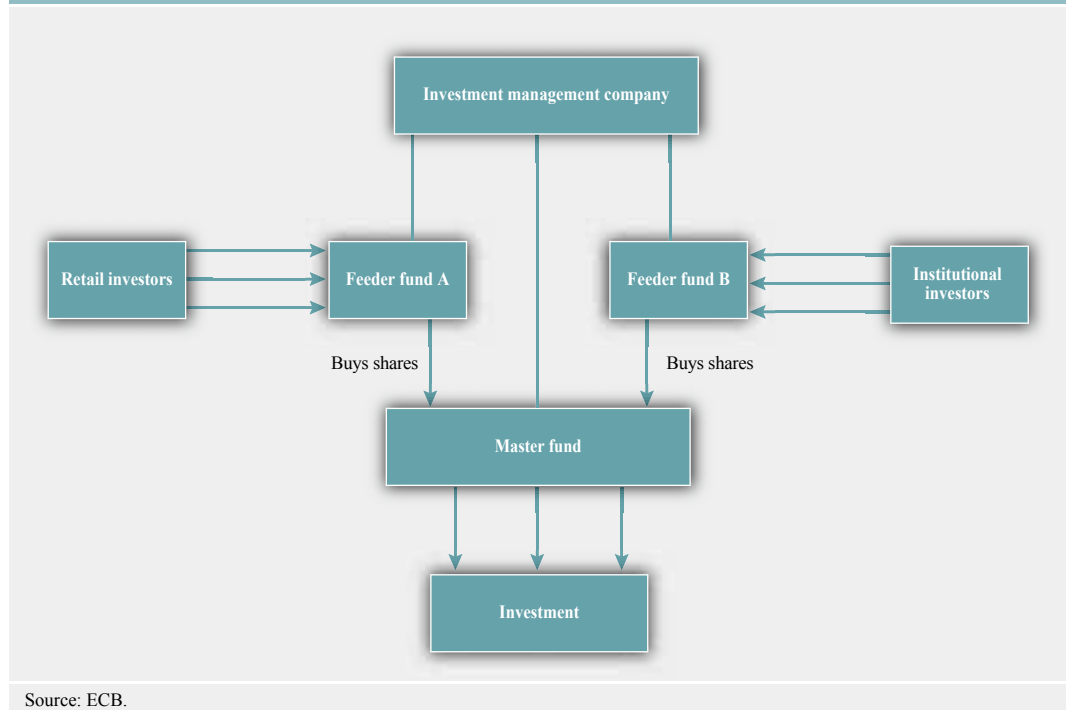 Investment management company
Retail investors
Feeder fund A
Feeder fund B
Institutional
investors
Buys shares
Buys shares
Master fund
Investment
Source: ECB.